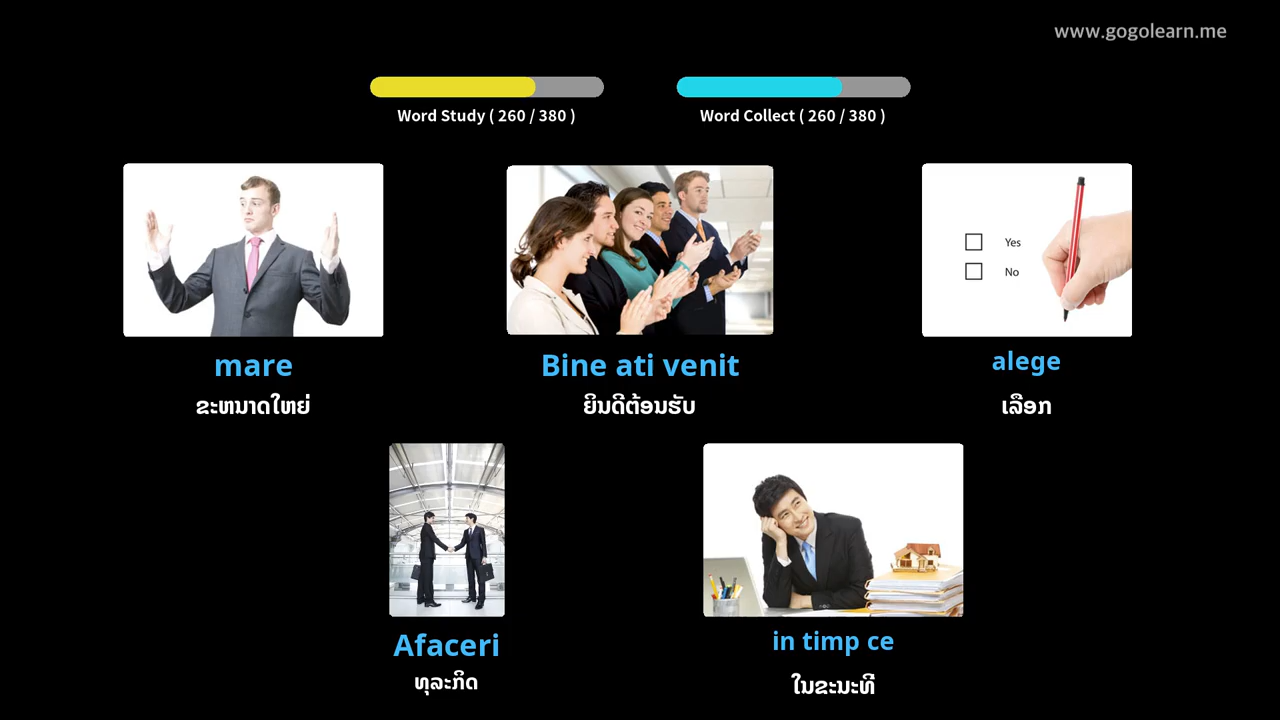 www.gogolearn.me
Word Study ( 260 / 380 )
Word Collect ( 260 / 380 )
Yes
No
mare
Bine ati venit
alege
ຂະຫນາດໃຫຍ່
ຍິນດີຕ້ອນຮັບ
ເລືອກ
Afaceri
in timp ce
ທຸລະກິດ
ໃນຂະນະທີ